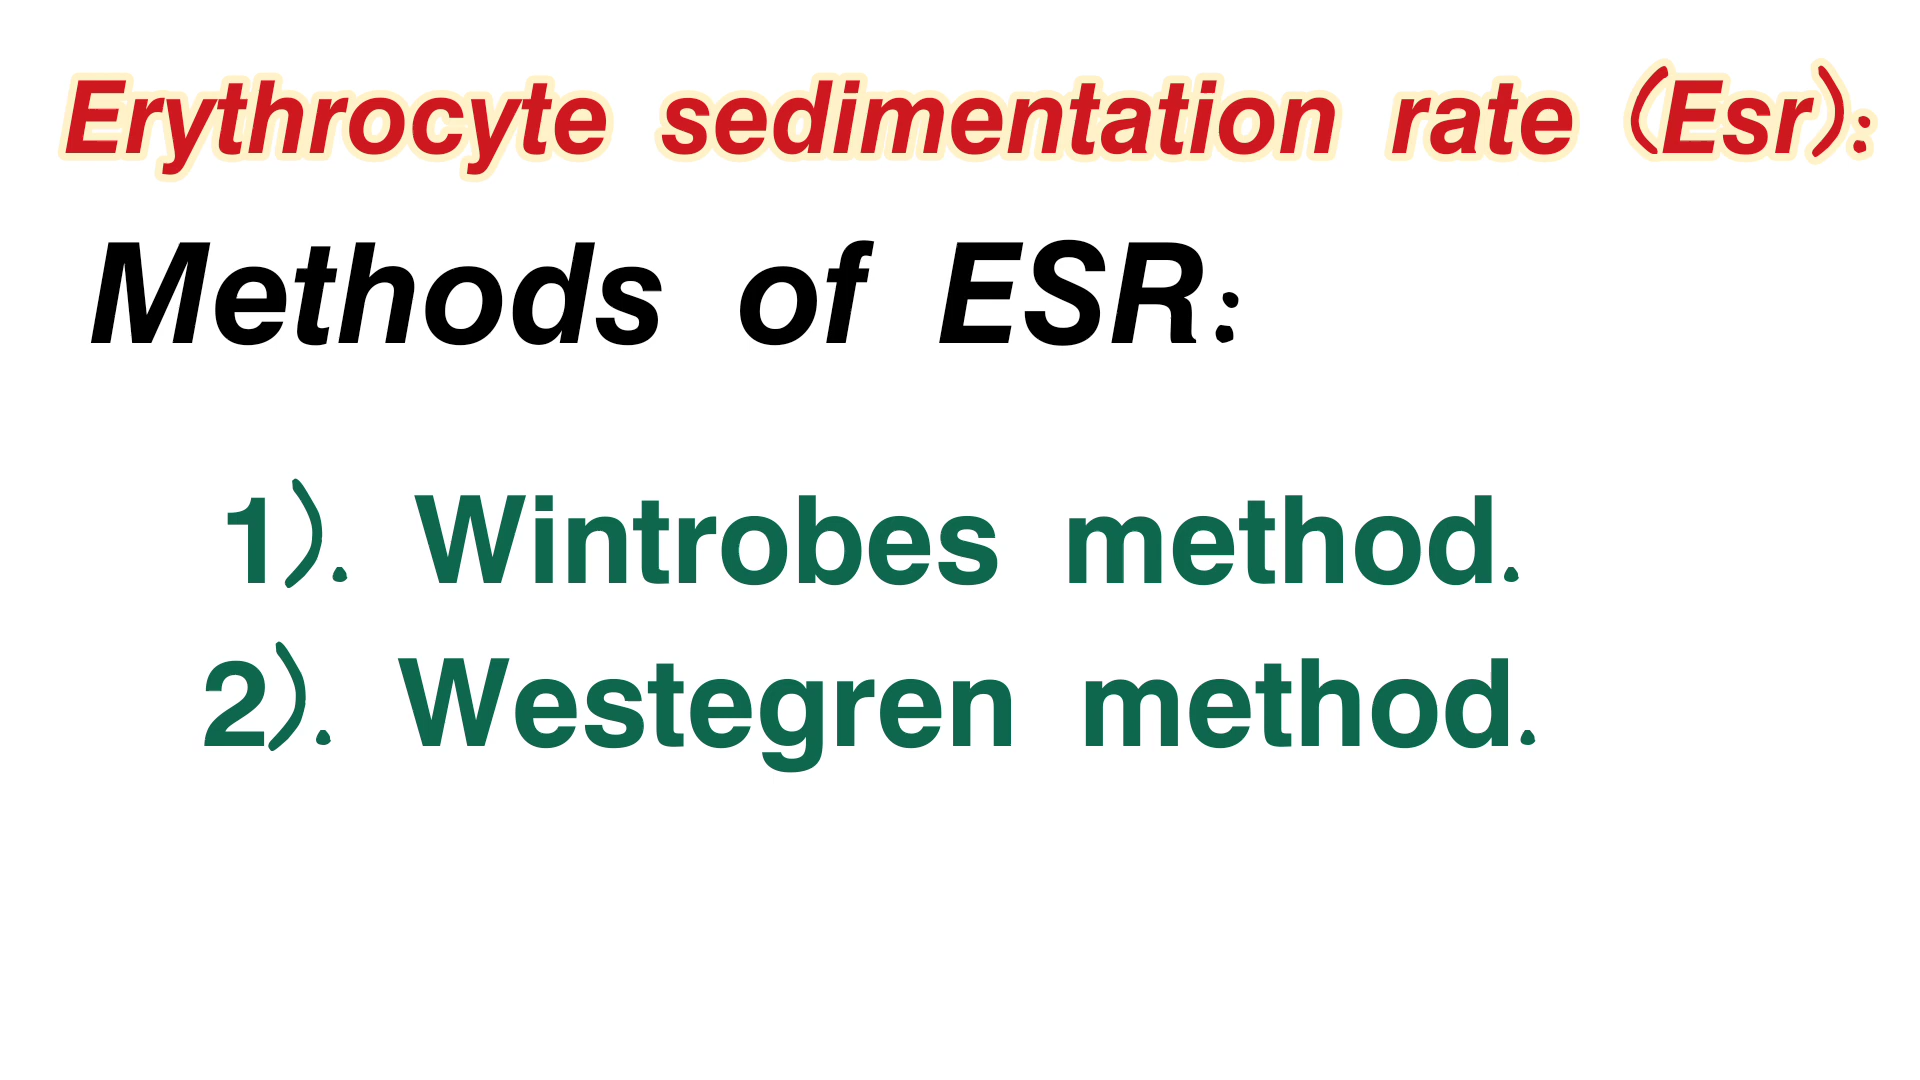 Erythrocyte sedimentation rate (Esr):
Methods of ESR:
1). Wintrobes method.
2). Westegren method.